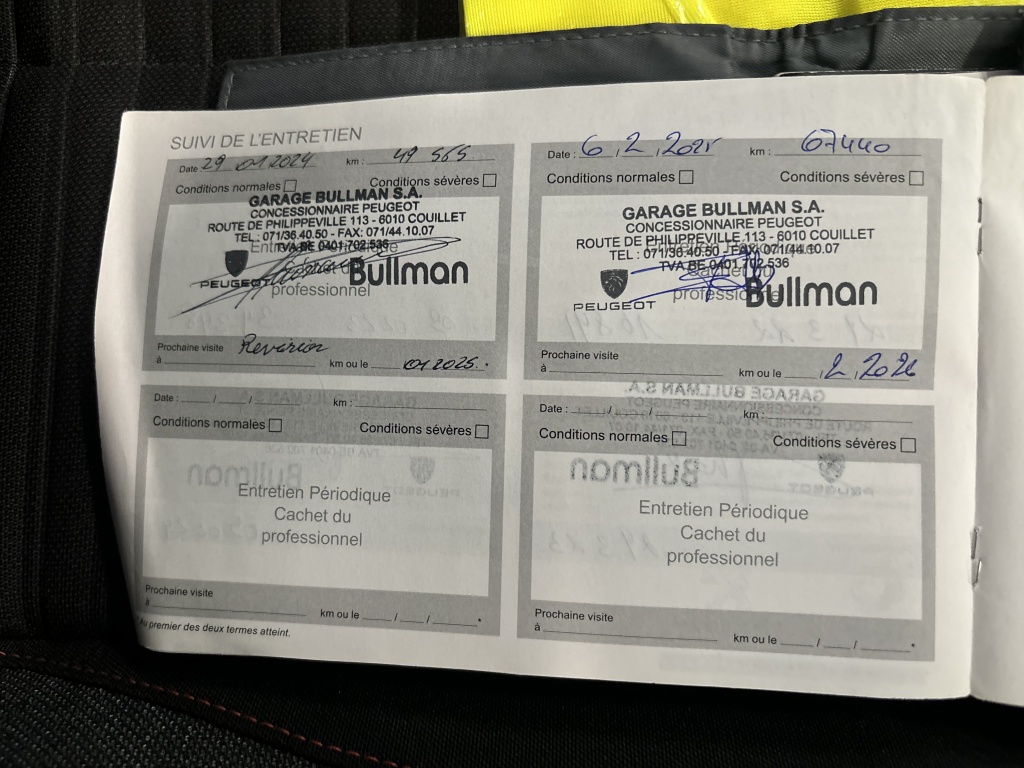 SUIVI DE L'ENTRETIEN
Date 29 01 2024 km : 49 565
Conditions normales Conditions sévères
GARAGE BULLMAN S.A.
CONCESSIONNAIRE PEUGEOT
ROUTE DE PHILIPPEVILLE 113 - 6010 COUILLET
TEL : 071/36.40.50 - FAX: 071/44.10.07
TVA BE 0401.702.536
Entretien Périodique
PEUGEOT Bullman
professionnel
Prochaine visite
à km ou le 01 2025.
Date : 6 , 2 , 2025 km : 67440
Conditions normales Conditions sévères
GARAGE BULLMAN S.A.
CONCESSIONNAIRE PEUGEOT
ROUTE DE PHILIPPEVILLE 113 - 6010 COUILLET
TEL : 071/36.40.50 - FAX: 071/44.10.07
TVA BE 0401.702.536
Cachet du
PEUGEOT professionnel Bullman
Prochaine visite
à km ou le , 2 , 2026
Date : / / km :
Conditions normales Conditions sévères
Entretien Périodique
Cachet du
professionnel
Prochaine visite
à km ou le / / *
Date : / / km :
Conditions normales Conditions sévères
Entretien Périodique
Cachet du
professionnel
Prochaine visite
à km ou le / / *
Au premier des deux termes atteint.